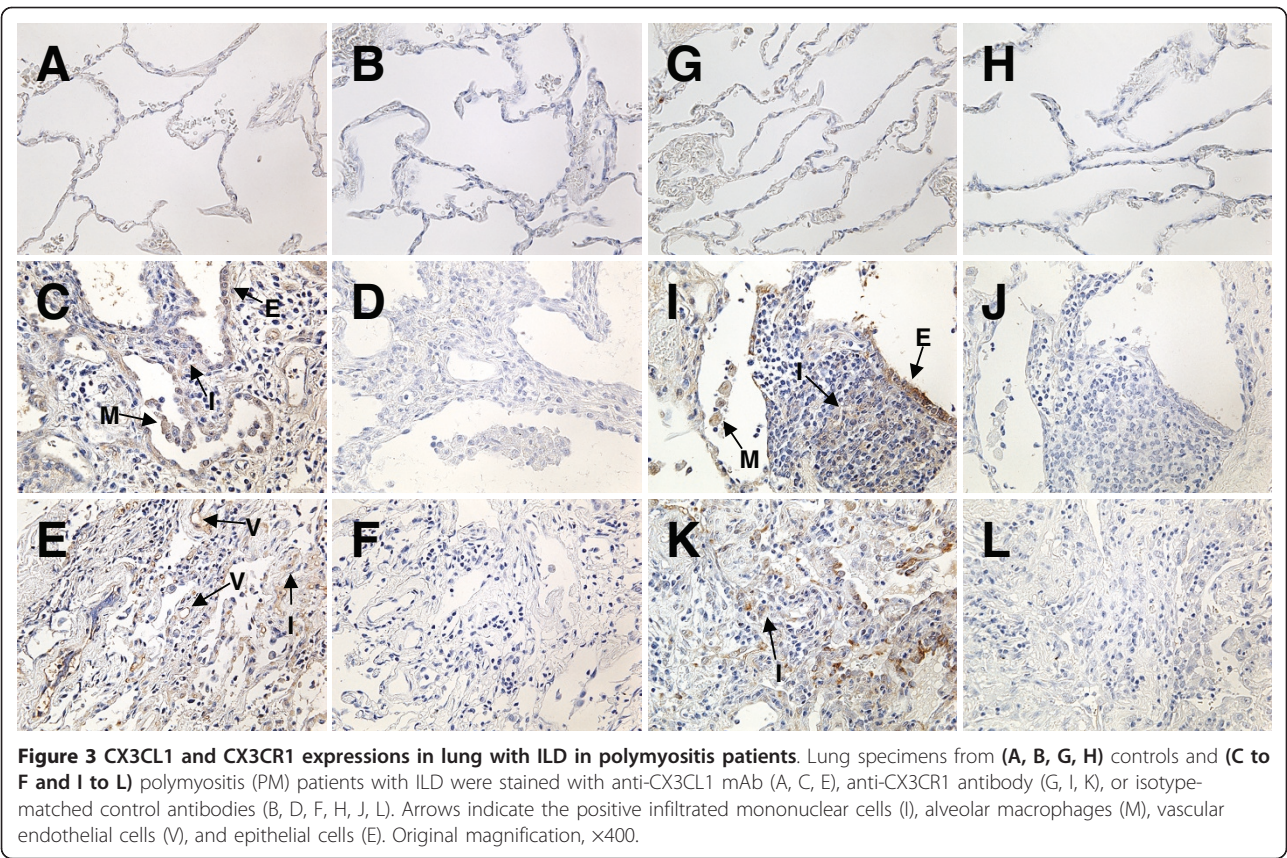 A B G H
C E I M D I E I M J
E V V I F K I L
Figure 3 CX3CL1 and CX3CR1 expressions in lung with ILD in polymyositis patients. Lung specimens from (A, B, G, H) controls and (C to
F and I to L) polymyositis (PM) patients with ILD were stained with anti-CX3CL1 mAb (A, C, E), anti-CX3CR1 antibody (G, I, K), or isotype-
matched control antibodies (B, D, F, H, J, L). Arrows indicate the positive infiltrated mononuclear cells (I), alveolar macrophages (M), vascular
endothelial cells (V), and epithelial cells (E). Original magnification, ×400.